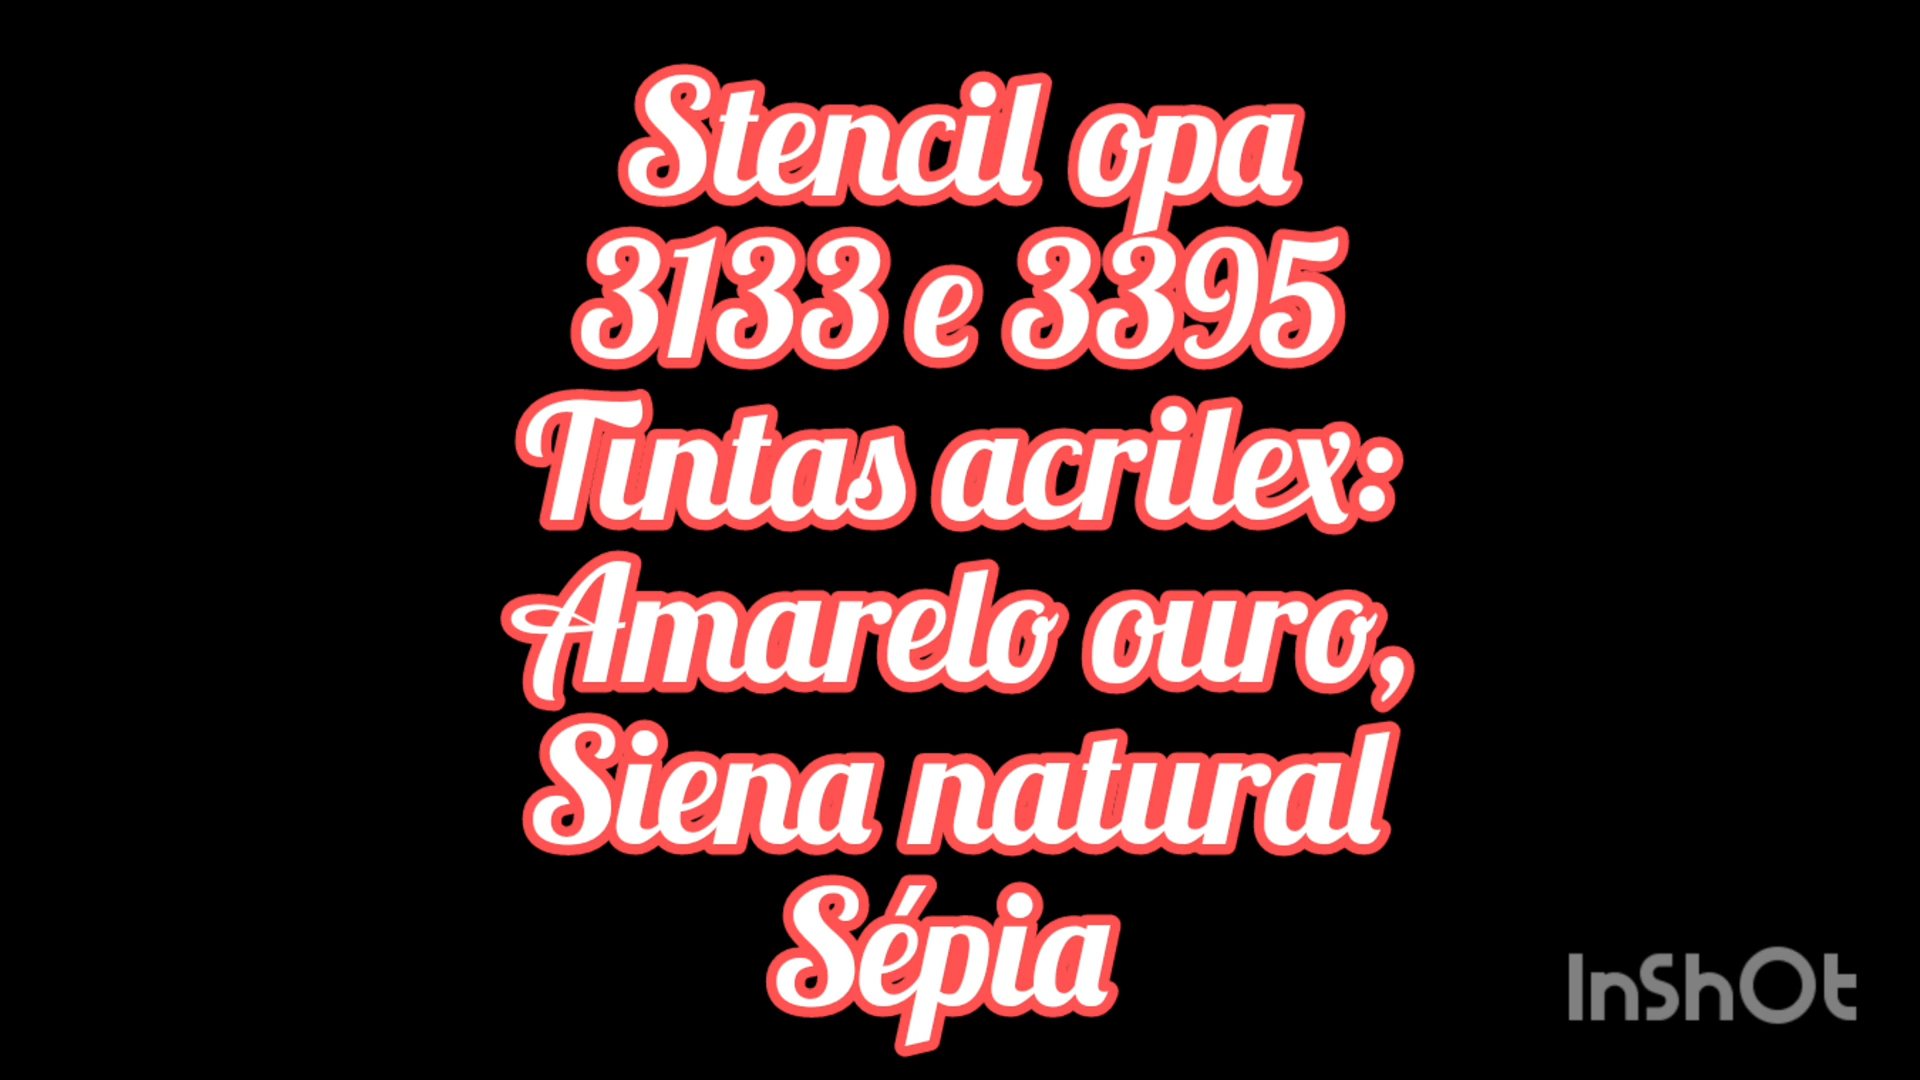 Stencil opa
3133 e 3395
Tintas acrilex:
Amarelo ouro,
Siena natural
Sépia
InShOt